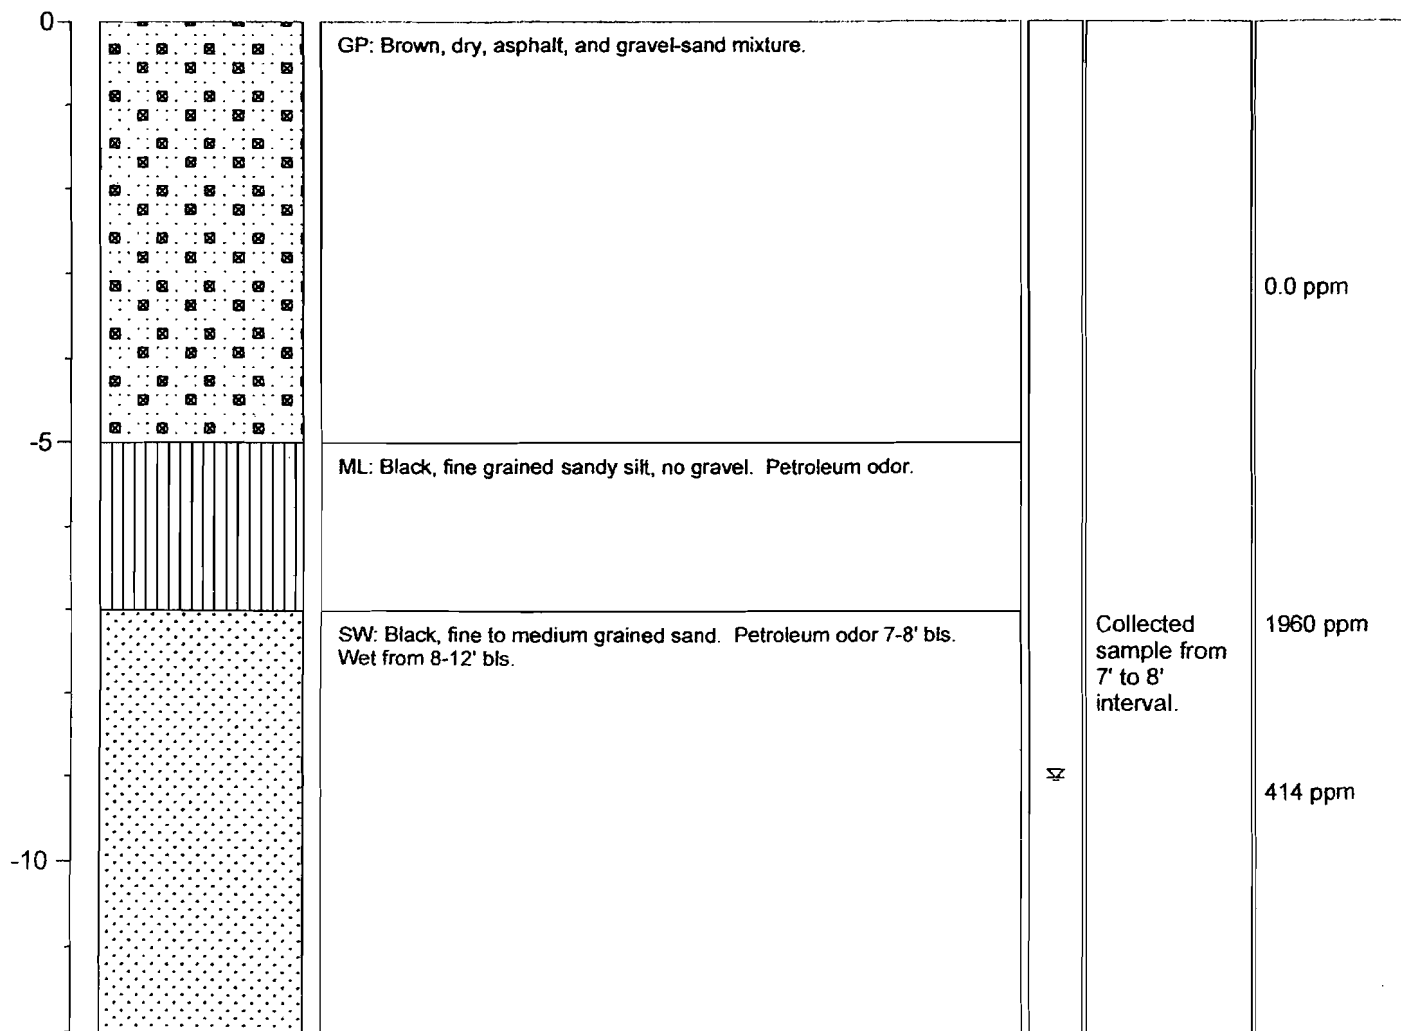 0
GP: Brown, dry, asphalt, and gravel-sand mixture.
0.0 ppm
-5
ML: Black, fine grained sandy silt, no gravel. Petroleum odor.
SW: Black, fine to medium grained sand. Petroleum odor 7-8' bls.
Wet from 8-12' bls.
Collected
sample from
7' to 8'
interval.
1960 ppm
414 ppm
-10